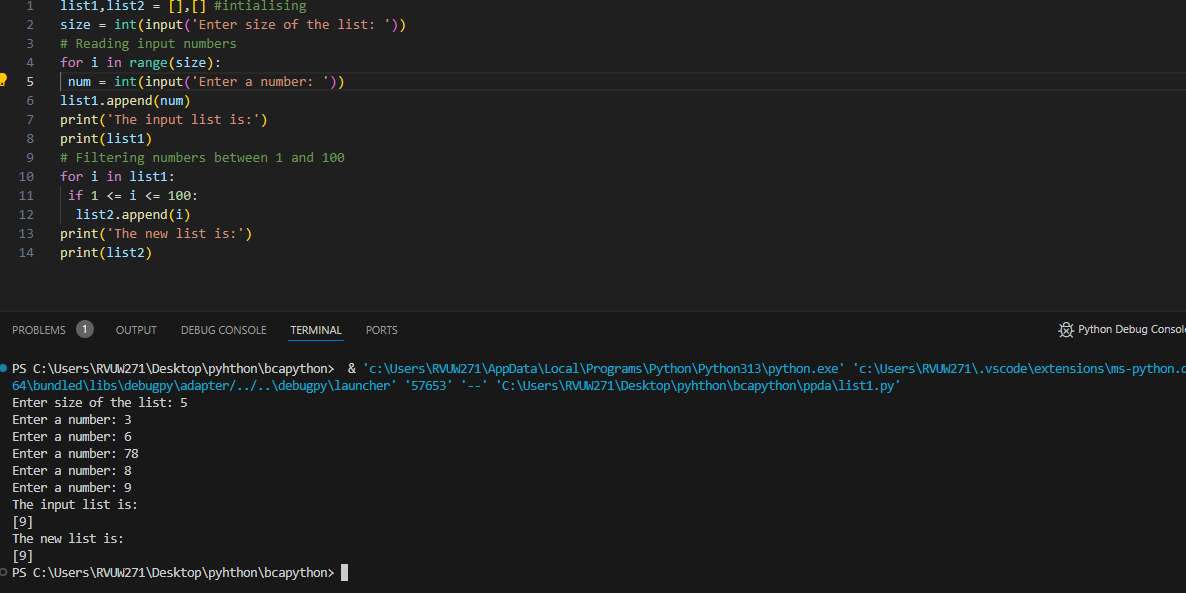 1 list1,list2 = [],[] #intialising
2 size = int(input('Enter size of the list: '))
3 # Reading input numbers
4 for i in range(size):
5  num = int(input('Enter a number: '))
6 list1.append(num)
7 print('The input list is:')
8 print(list1)
9 # Filtering numbers between 1 and 100
10 for i in list1:
11  if 1 <= i <= 100:
12   list2.append(i)
13 print('The new list is:')
14 print(list2)
PROBLEMS 1 OUTPUT DEBUG CONSOLE TERMINAL PORTS Python Debug Console
PS C:\Users\RVUW271\Desktop\pyhthon\bcapython>  & 'c:\Users\RVUW271\AppData\Local\Programs\Python\Python313\python.exe' 'c:\Users\RVUW271\.vscode\extensions\ms-python.d
64\bundled\libs\debugpy\adapter/../..\debugpy\launcher' '57653' '--' 'C:\Users\RVUW271\Desktop\pyhthon\bcapython\ppda\list1.py'
Enter size of the list: 5
Enter a number: 3
Enter a number: 6
Enter a number: 78
Enter a number: 8
Enter a number: 9
The input list is:
[9]
The new list is:
[9]
PS C:\Users\RVUW271\Desktop\pyhthon\bcapython>